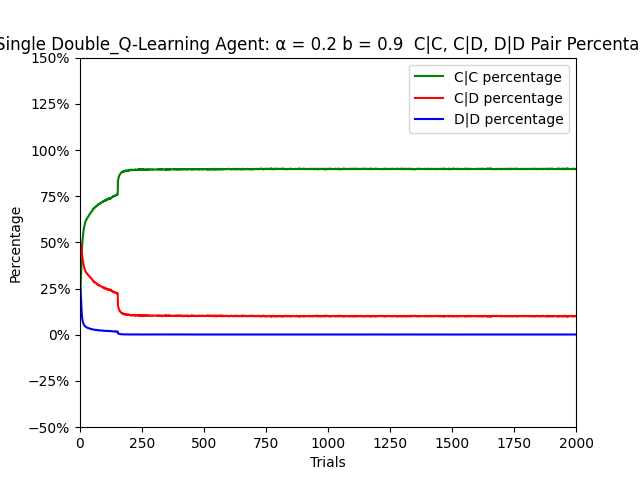 Single Double_Q-Learning Agent: α = 0.2 b = 0.9 C|C, C|D, D|D Pair
150%
125%
100%
75%
50%
25%
0%
−25%
−50%
Percentage
C|C percentage
C|D percentage
D|D percentage
0 250 500 750 1000 1250 1500 1750 2000
Trials